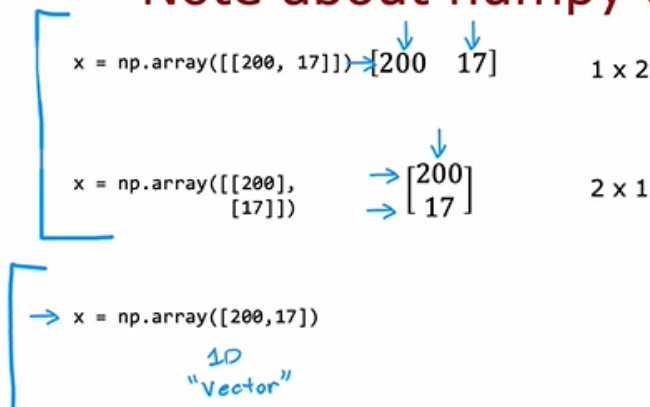 Note about numpy
x = np.array([[200, 17]]) [200 17] 1 x 2
x = np.array([[200], [200
[17]]) 17] 2 x 1
x = np.array([200,17])
1D
"Vector"